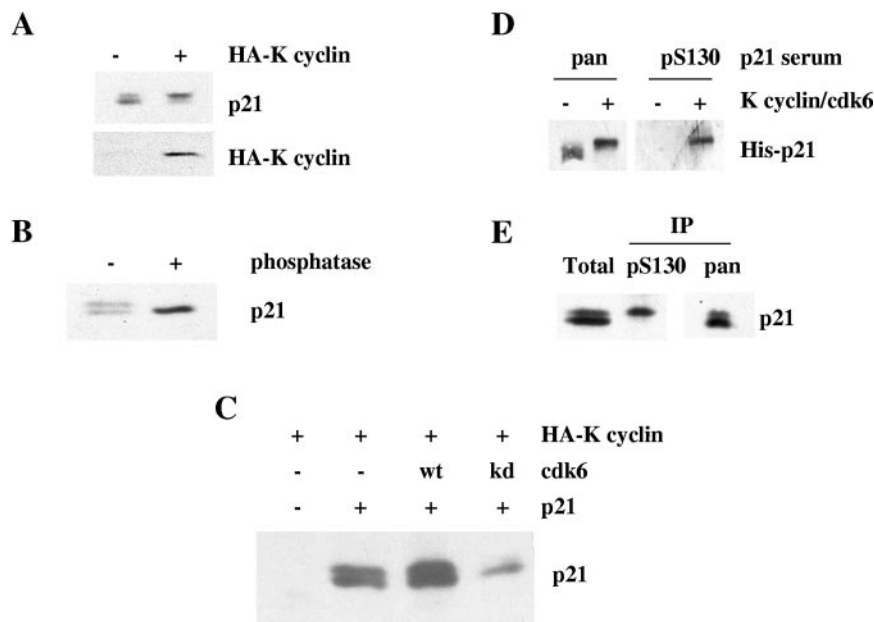 A
- + HA-K cyclin
p21
HA-K cyclin
B
- + phosphatase
p21
C
+ + + + HA-K cyclin
- - wt kd cdk6
- + + + p21
p21
D
pan pS130 p21 serum
- + - + K cyclin/cdk6
His-p21
E
IP
Total pS130 pan
p21